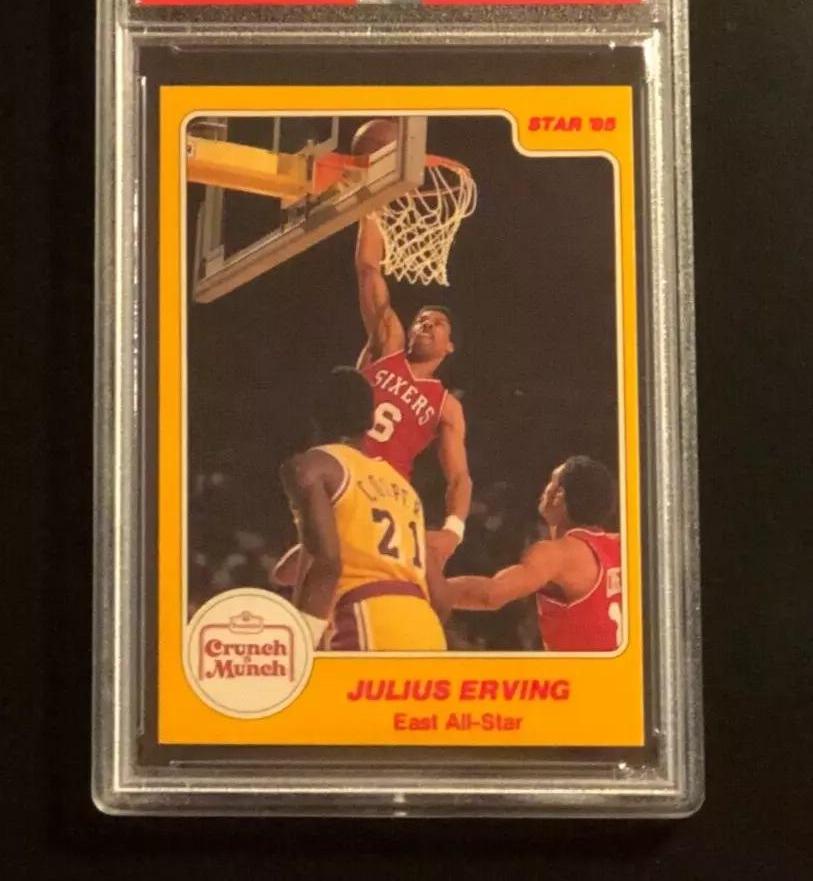 STAR '85
SIXERS
6
COOPER
21
Crunch
'n
Munch
JULIUS ERVING
East All-Star